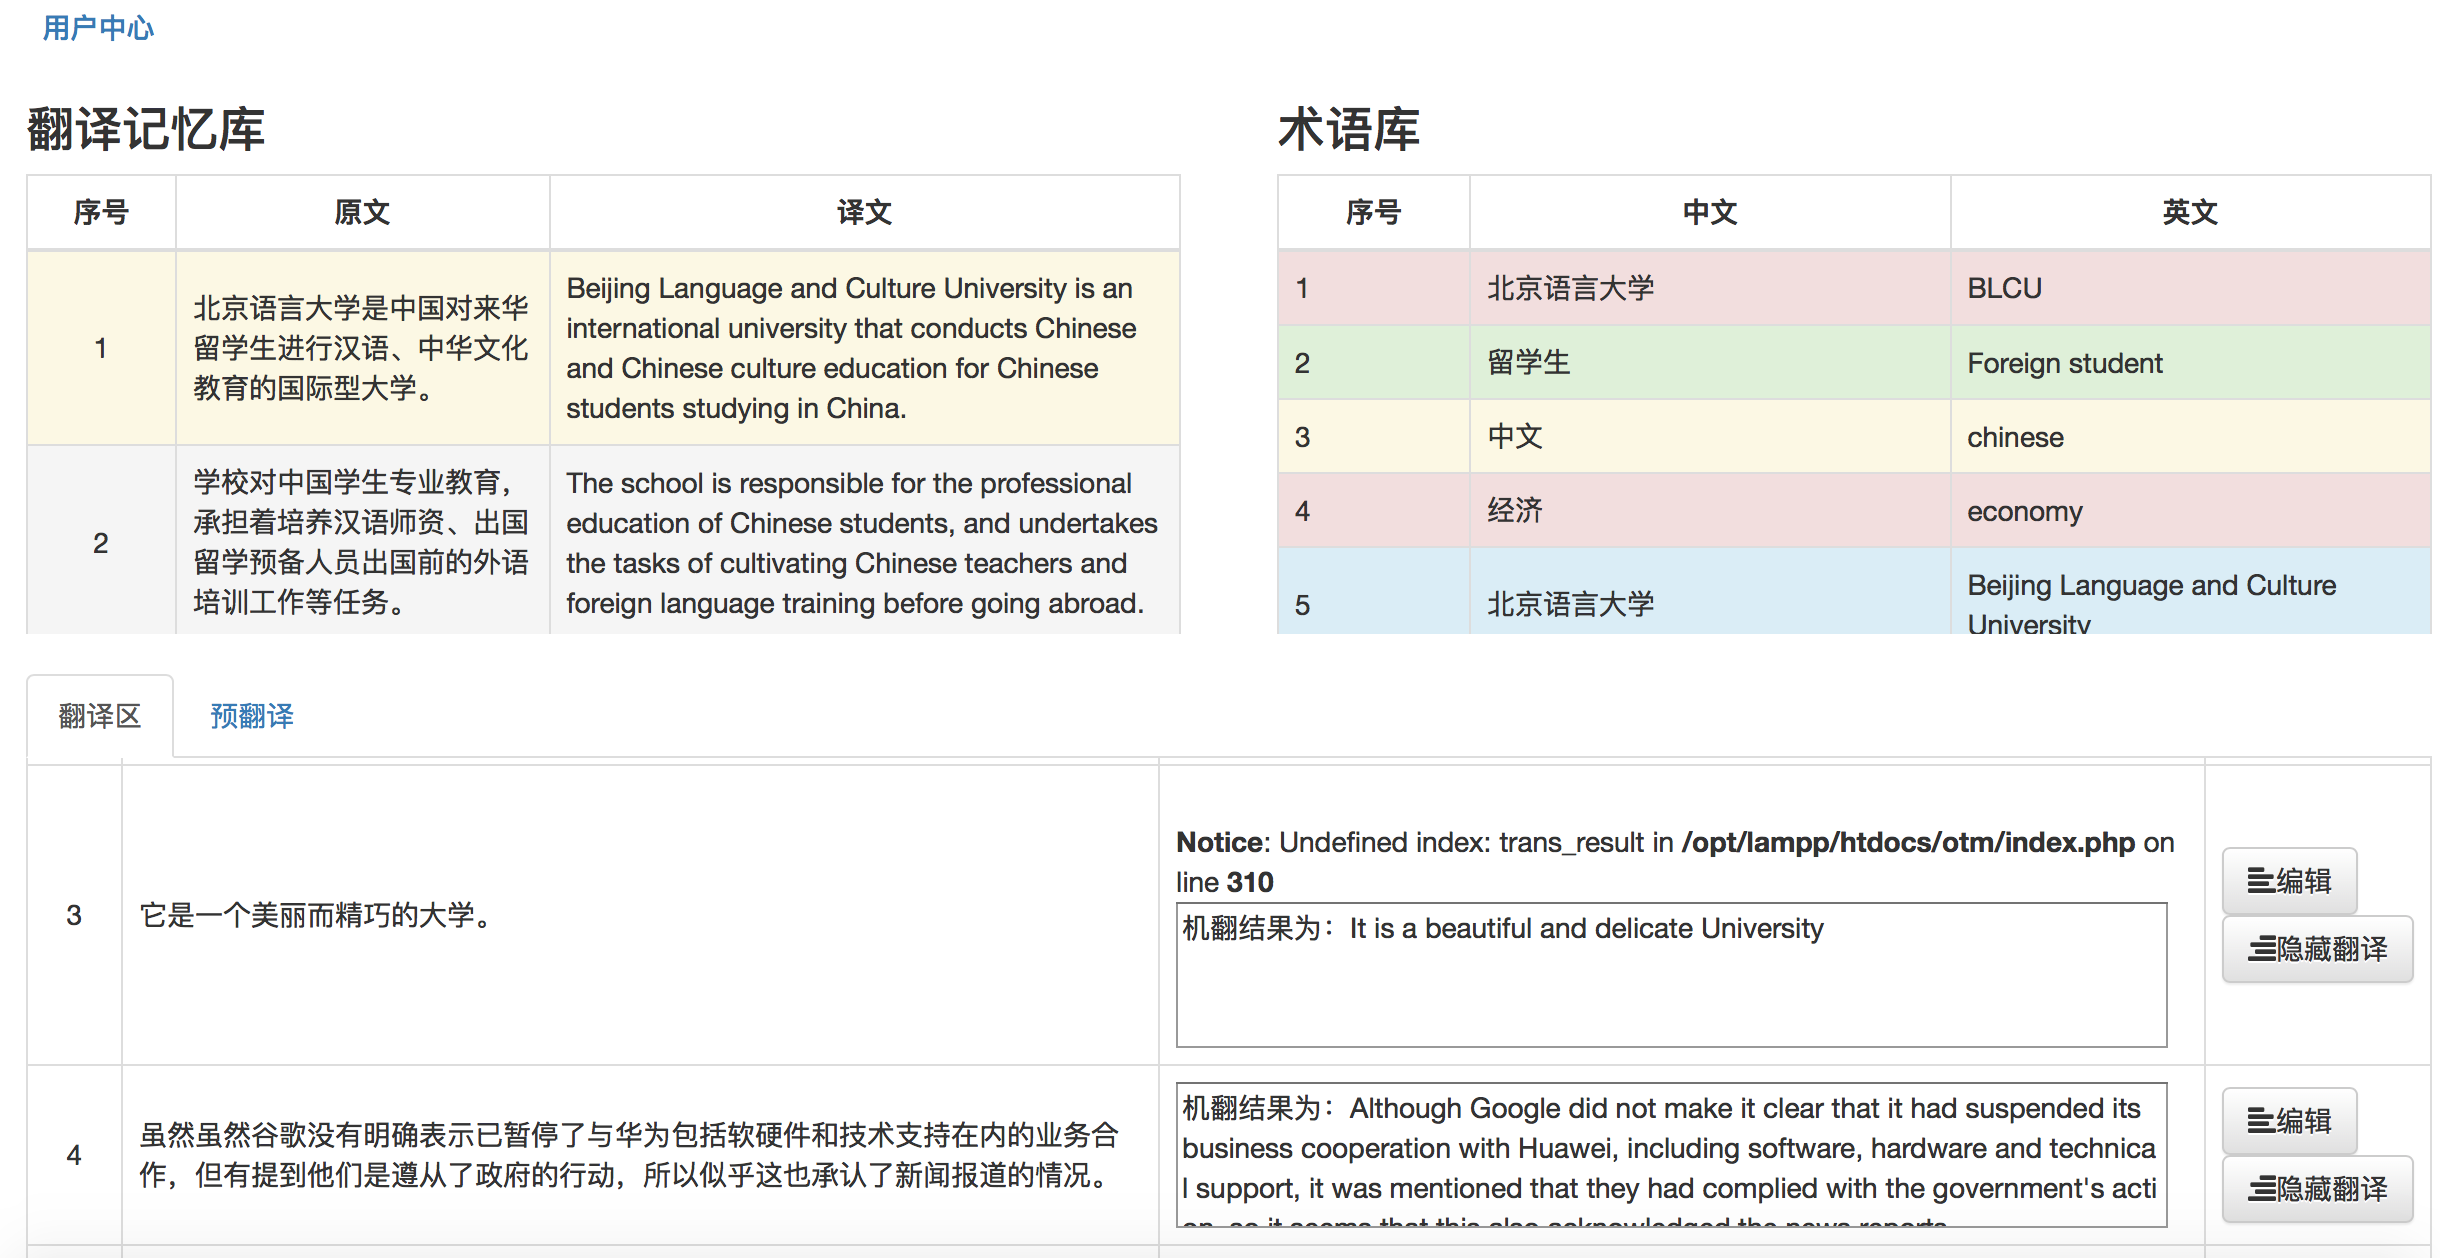 用户中心
翻译记忆库
序号 原文 译文
1
北京语言大学是中国对来华
留学生进行汉语、中华文化
教育的国际型大学。
Beijing Language and Culture University is an
international university that conducts Chinese
and Chinese culture education for Chinese
students studying in China.
2
学校对中国学生专业教育，
承担着培养汉语师资、出国
留学预备人员出国前的外语
培训工作等任务。
The school is responsible for the professional
education of Chinese students, and undertakes
the tasks of cultivating Chinese teachers and
foreign language training before going abroad.
术语库
序号 中文 英文
1 北京语言大学 BLCU
2 留学生 Foreign student
3 中文 chinese
4 经济 economy
5 北京语言大学 Beijing Language and Culture
University
翻译区 预翻译
3
它是一个美丽而精巧的大学。
Notice: Undefined index: trans_result in /opt/lampp/htdocs/otm/index.php on
line 310
机翻结果为：It is a beautiful and delicate University
编辑
隐藏翻译
4
虽然虽然谷歌没有明确表示已暂停了与华为包括软硬件和技术支持在内的业务合
作，但有提到他们是遵从了政府的行动，所以似乎这也承认了新闻报道的情况。
机翻结果为：Although Google did not make it clear that it had suspended its
business cooperation with Huawei, including software, hardware and technica
l support, it was mentioned that they had complied with the government's acti
on, so it seems that this also acknowledged the news reports.
编辑
隐藏翻译